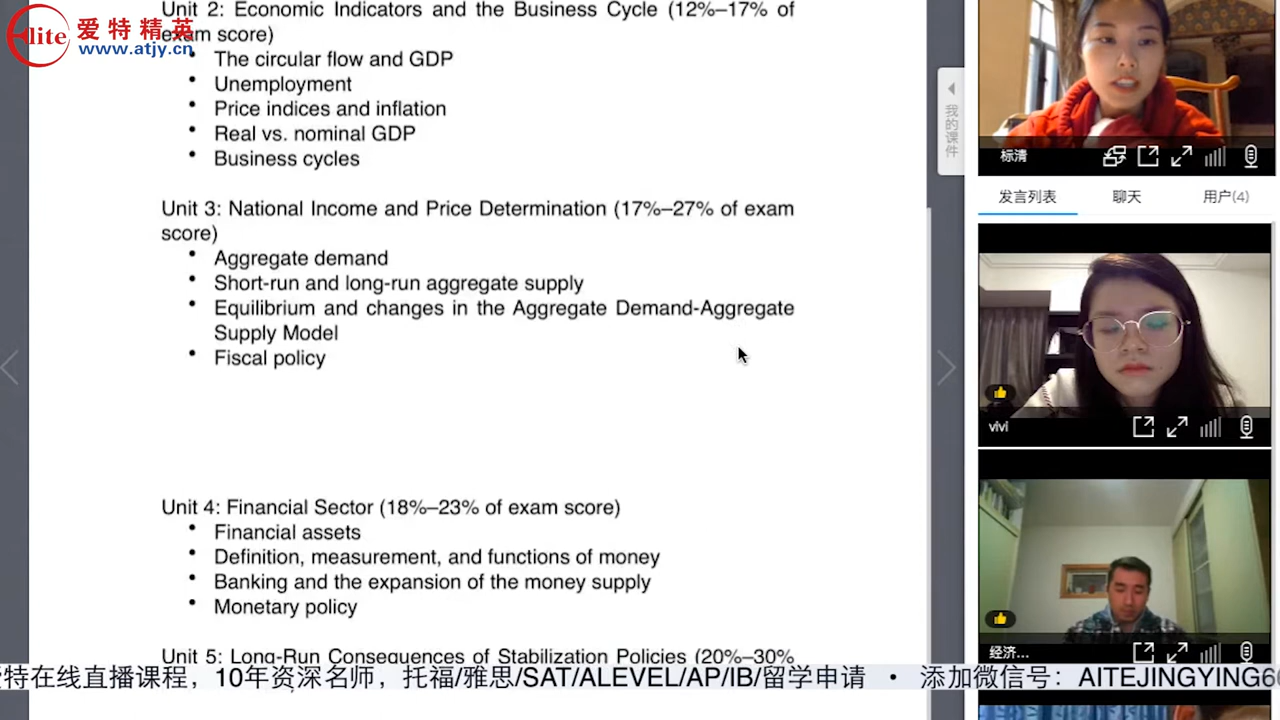 Unit 2: Economic Indicators and the Business Cycle (12%–17% of
exam score)
• The circular flow and GDP
• Unemployment
• Price indices and inflation
• Real vs. nominal GDP
• Business cycles
Unit 3: National Income and Price Determination (17%–27% of exam
score)
• Aggregate demand
• Short-run and long-run aggregate supply
• Equilibrium and changes in the Aggregate Demand-Aggregate
Supply Model
• Fiscal policy
Unit 4: Financial Sector (18%–23% of exam score)
• Financial assets
• Definition, measurement, and functions of money
• Banking and the expansion of the money supply
• Monetary policy
Unit 5: Long-Run Consequences of Stabilization Policies (20%–30%
Elite 爱特精英
www.atjy.cn
我的课件
标清
发言列表 聊天 用户(4)
vivi
经济...
特在线直播课程，10年资深名师，托福/雅思/SAT/ALEVEL/AP/IB/留学申请 • 添加微信号：AITEJINGYING6